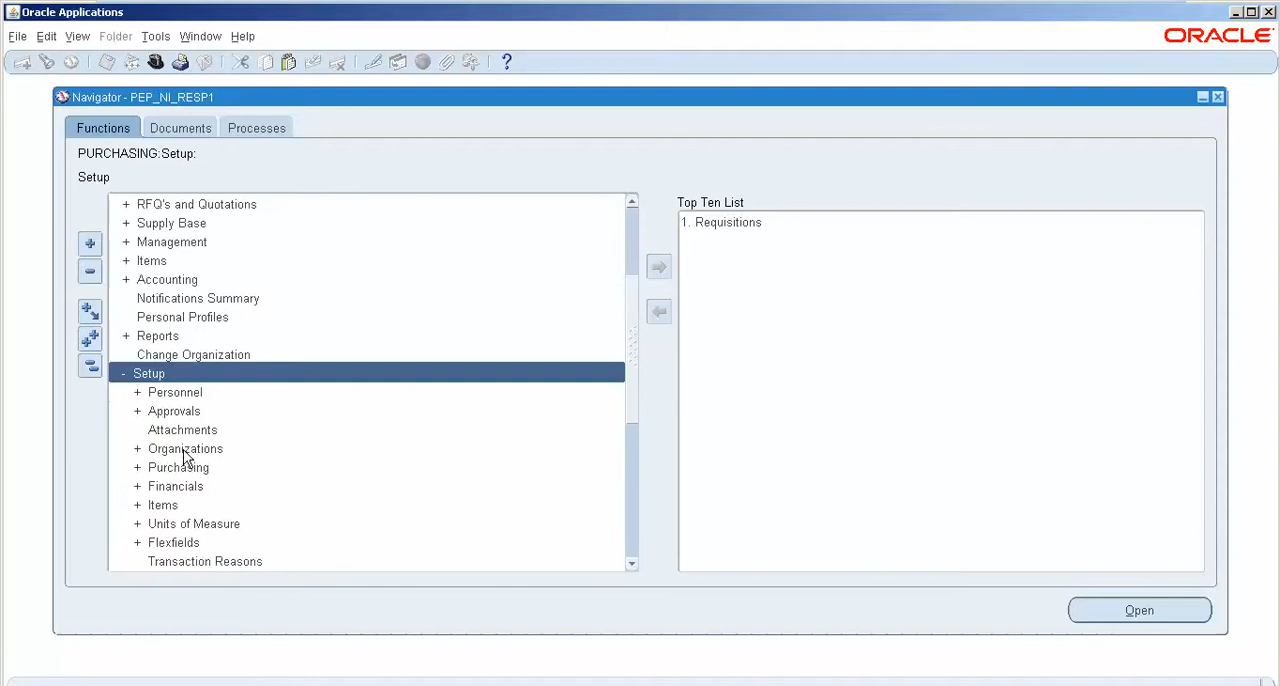 Oracle Applications
File Edit View Folder Tools Window Help
ORACLE
?
Navigator - PEP_NI_RESP1
Functions Documents Processes
PURCHASING:Setup:
Setup
+ RFQ's and Quotations
+ Supply Base
+ Management
+ Items
+ Accounting
Notifications Summary
Personal Profiles
+ Reports
Change Organization
- Setup
+ Personnel
+ Approvals
Attachments
+ Organizations
+ Purchasing
+ Financials
+ Items
+ Units of Measure
+ Flexfields
Transaction Reasons
Top Ten List
1. Requisitions
Open